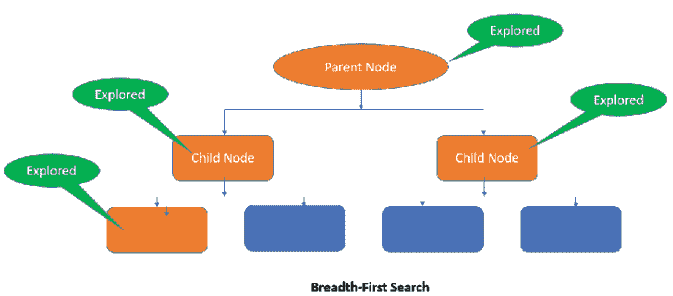 Explored
Parent Node
Explored
Explored
Child Node
Child Node
Explored
Breadth-First Search